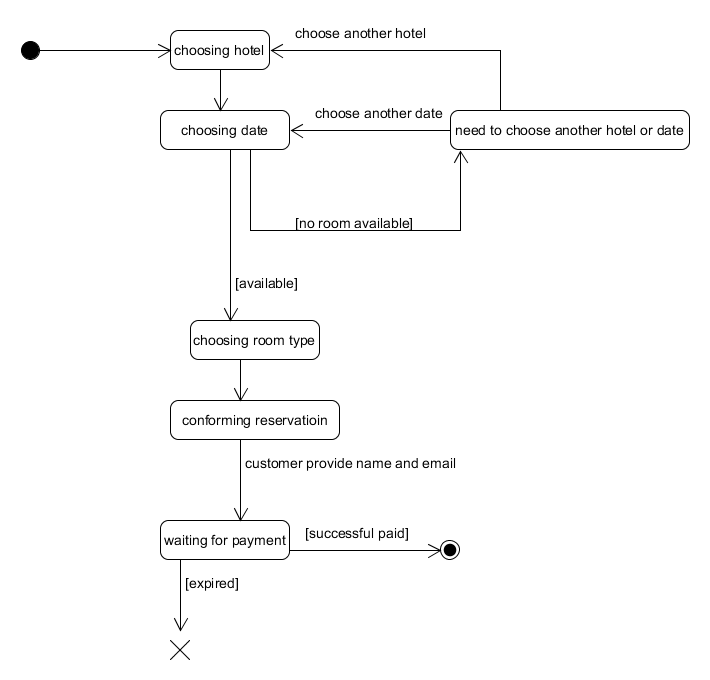 choose another hotel
choosing hotel
choose another date
choosing date
need to choose another hotel or date
[no room available]
[available]
choosing room type
conforming reservatioin
customer provide name and email
[successful paid]
waiting for payment
[expired]